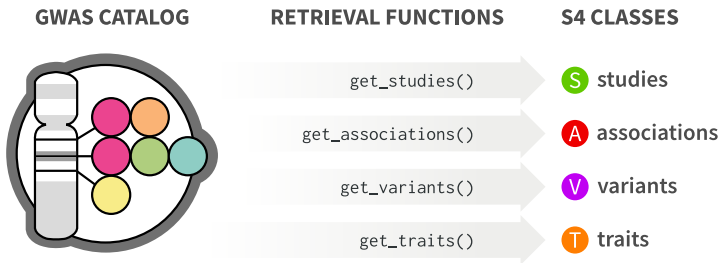 GWAS CATALOG
RETRIEVAL FUNCTIONS
S4 CLASSES
get_studies()
S studies
get_associations()
A associations
get_variants()
V variants
get_traits()
T traits